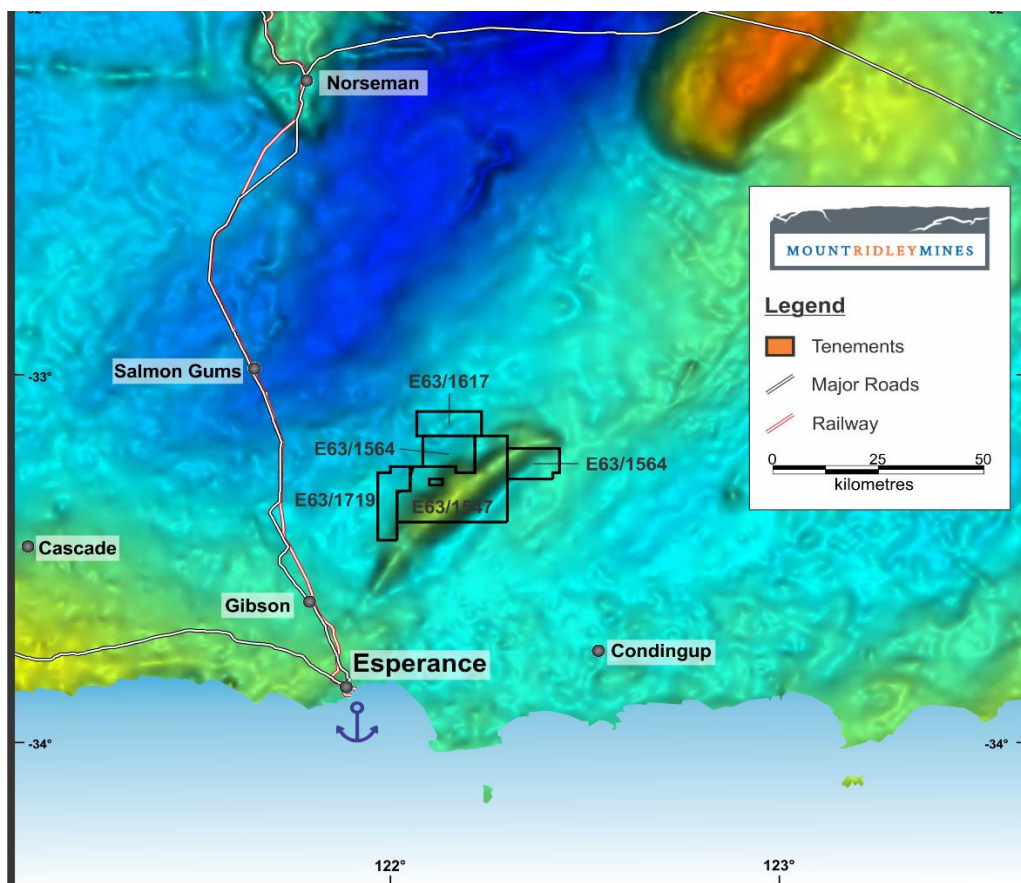 Norseman
MOUNTRIDLEYMINES
Legend
Tenements
Major Roads
Railway
0 25 50
kilometres
-33°
-33°
Salmon Gums
E63/1617
E63/1564
E63/1564
E63/1719
E63/1547
Cascade
Gibson
Esperance
Condingup
-34°
-34°
122°
123°